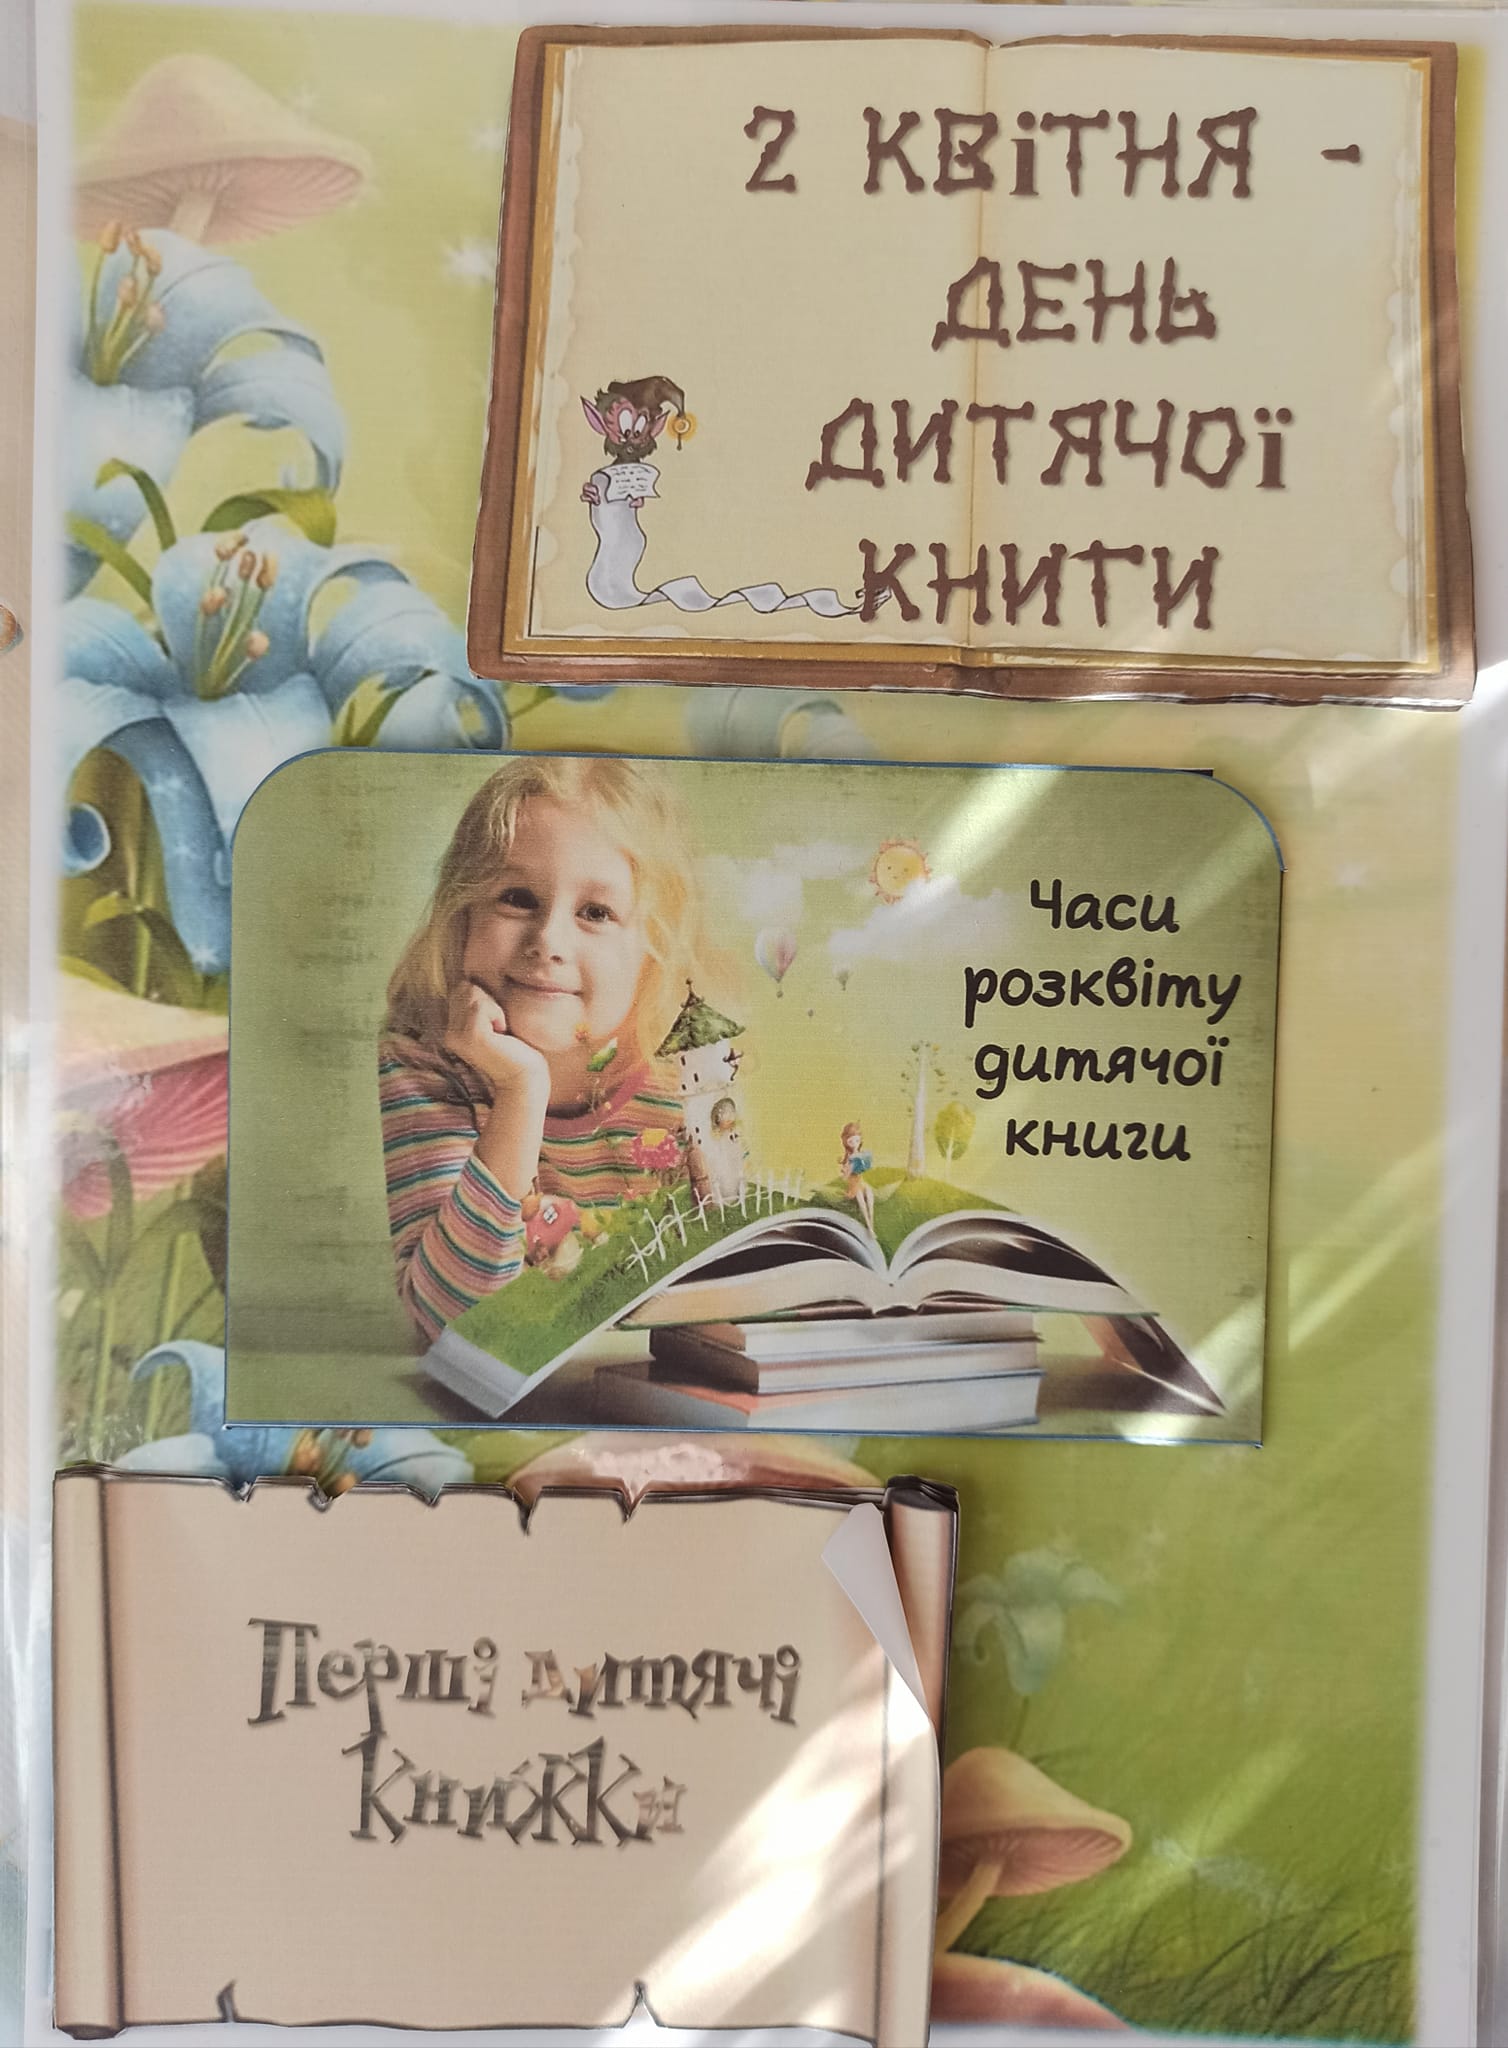 2 КВІТНЯ -
ДЕНЬ
ДИТЯЧОЇ
КНИГИ
Часи
розквіту
дитячої
книги
Перші дитячі
книжки